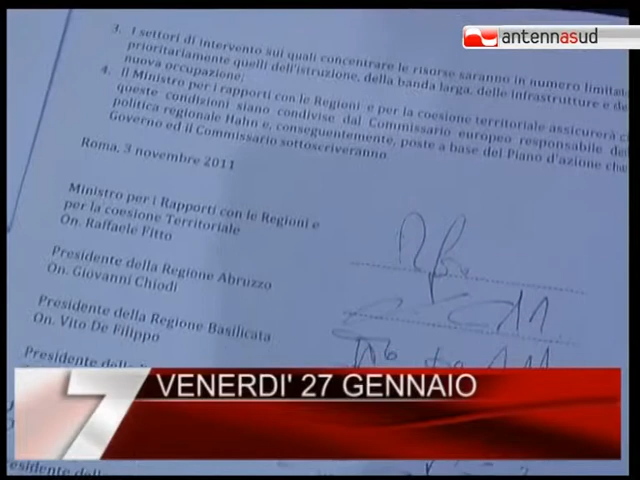 antennasud
3. I settori di intervento sui quali concentrare le risorse saranno in numero limitato
prioritariamente quelli dell'istruzione, della banda larga, delle infrastrutture e de
nuova occupazione;
4. Il Ministro per i rapporti con le Regioni e per la coesione territoriale assicurerà c
queste condizioni siano condivise dal Commissario europeo responsabile de
politica regionale Hahn e, conseguentemente, poste a base del Piano d'azione che
Governo ed il Commissario sottoscriveranno.
Roma, 3 novembre 2011
Ministro per i Rapporti con le Regioni e
per la coesione Territoriale
On. Raffaele Fitto
Presidente della Regione Abruzzo
On. Giovanni Chiodi
Presidente della Regione Basilicata
On. Vito De Filippo
Presidente della
7 VENERDI' 27 GENNAIO
esidente dell